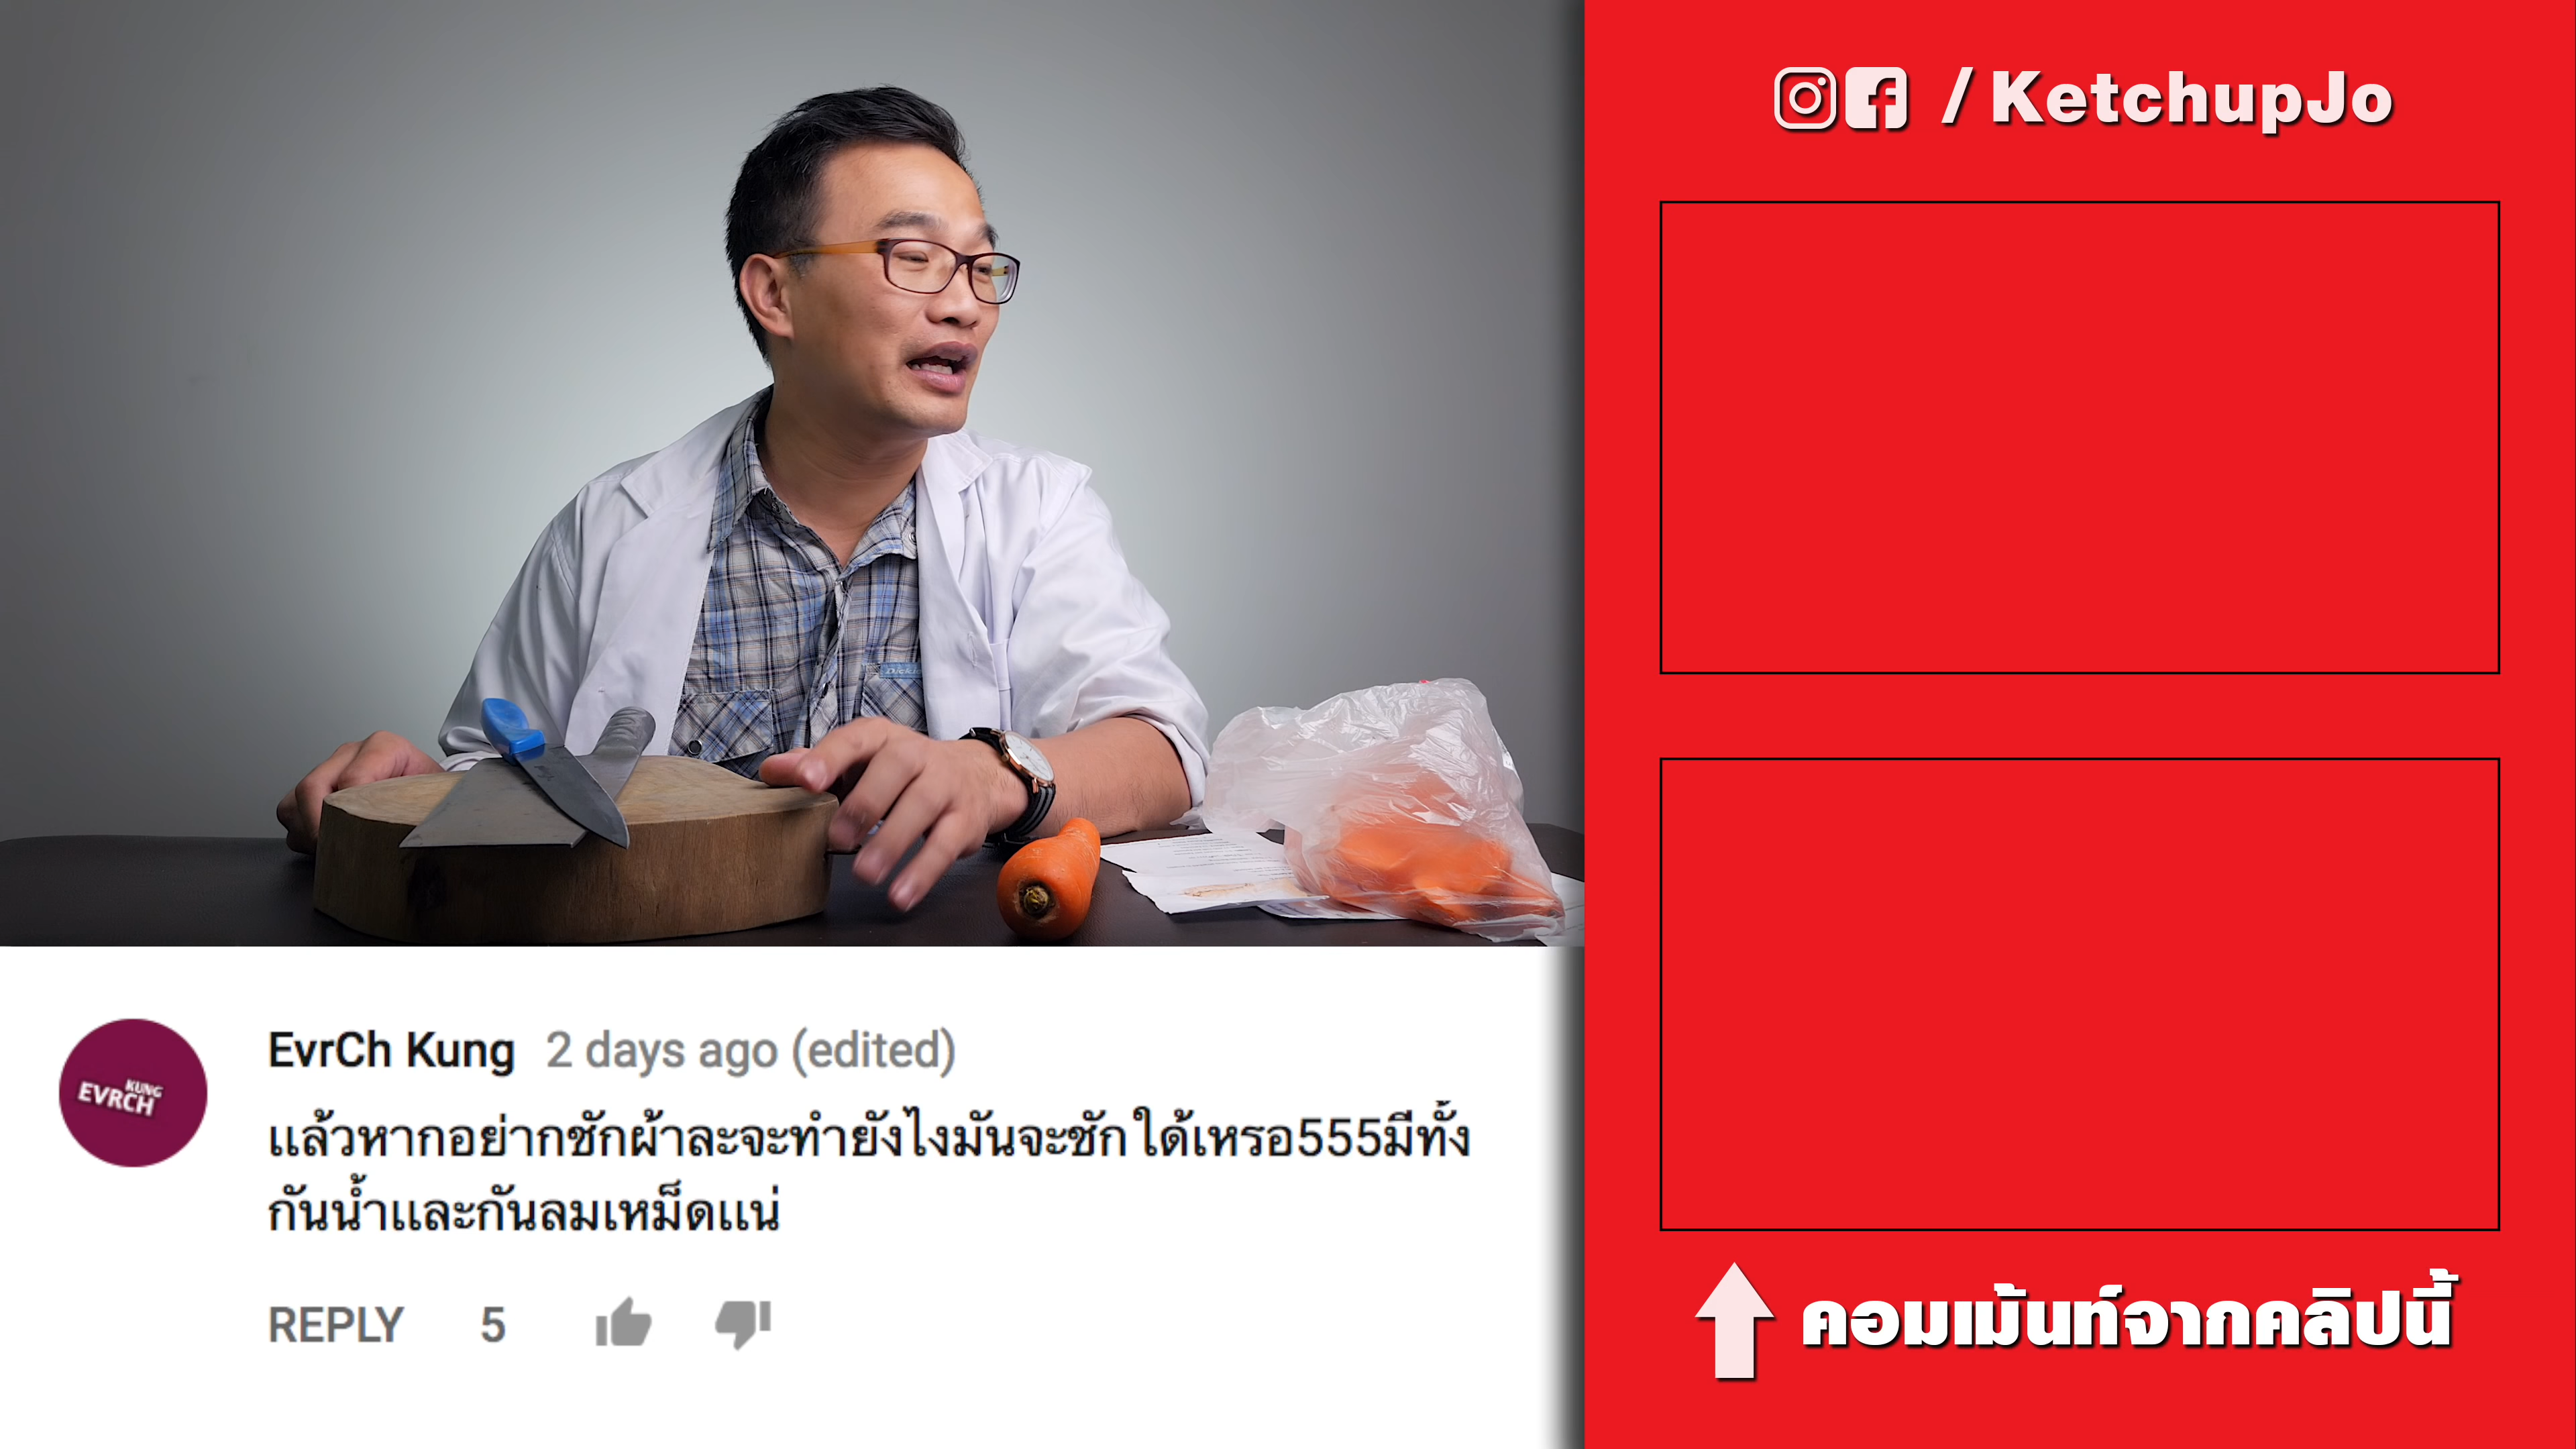 / KetchupJo
Dickies
EvrCh Kung 2 days ago (edited)
KUNG
EVRCH
แล้วหากอย่ากซักผ้าละจะทำยังไงมันจะซักได้เหรอ555มีทั้ง
กันน้ำและกันลมเหม็ดแน่
REPLY 5
คอมเม้นท์จากคลิปนี้